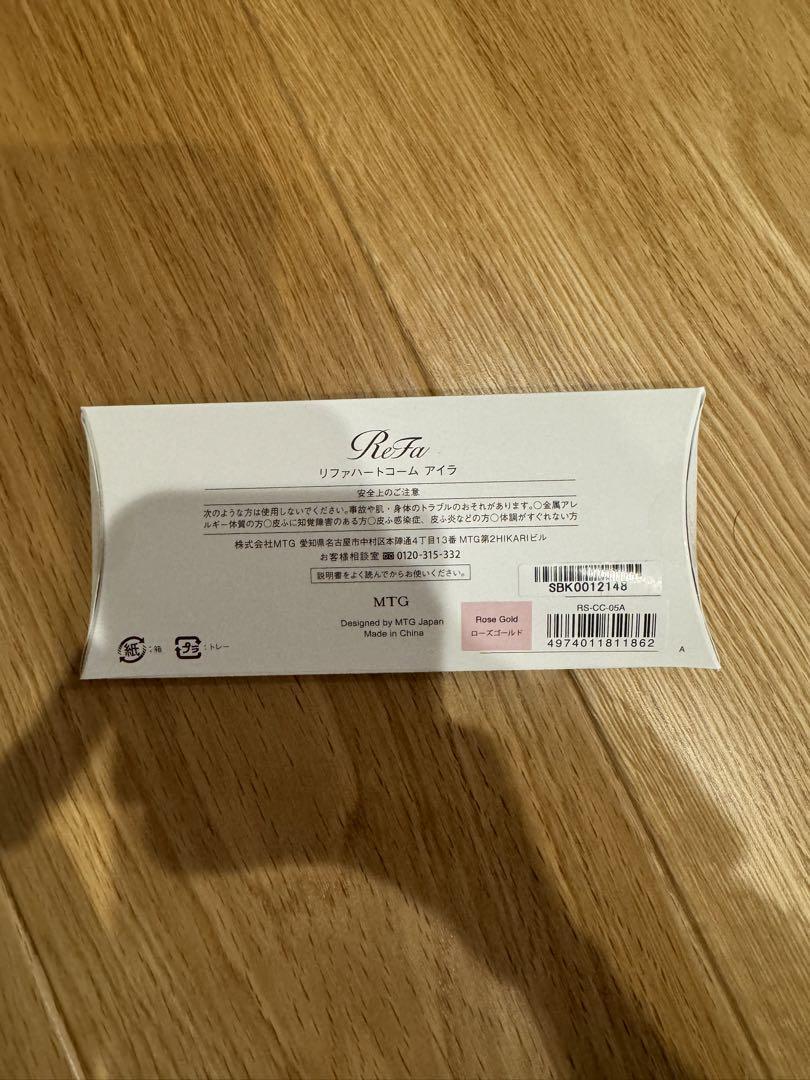 ReFa
リファハートコーム アイラ
安全上のご注意
次のような方は使用しないでください。事故や肌・身体のトラブルのおそれがあります。○金属アレ
ルギー体質の方○皮ふに知覚障害のある方○皮ふ感染症、皮ふ炎などの方○体調がすぐれない方
株式会社MTG 愛知県名古屋市中村区本陣通4丁目13番 MTG第2HIKARIビル
お客様相談室 0120-315-332
説明書をよく読んでからお使いください。
SBK0012148
MTG
Designed by MTG Japan
Made in China
Rose Gold
ローズゴールド
RS-CC-05A
4974011811862
紙 :箱
プラ :トレー
A